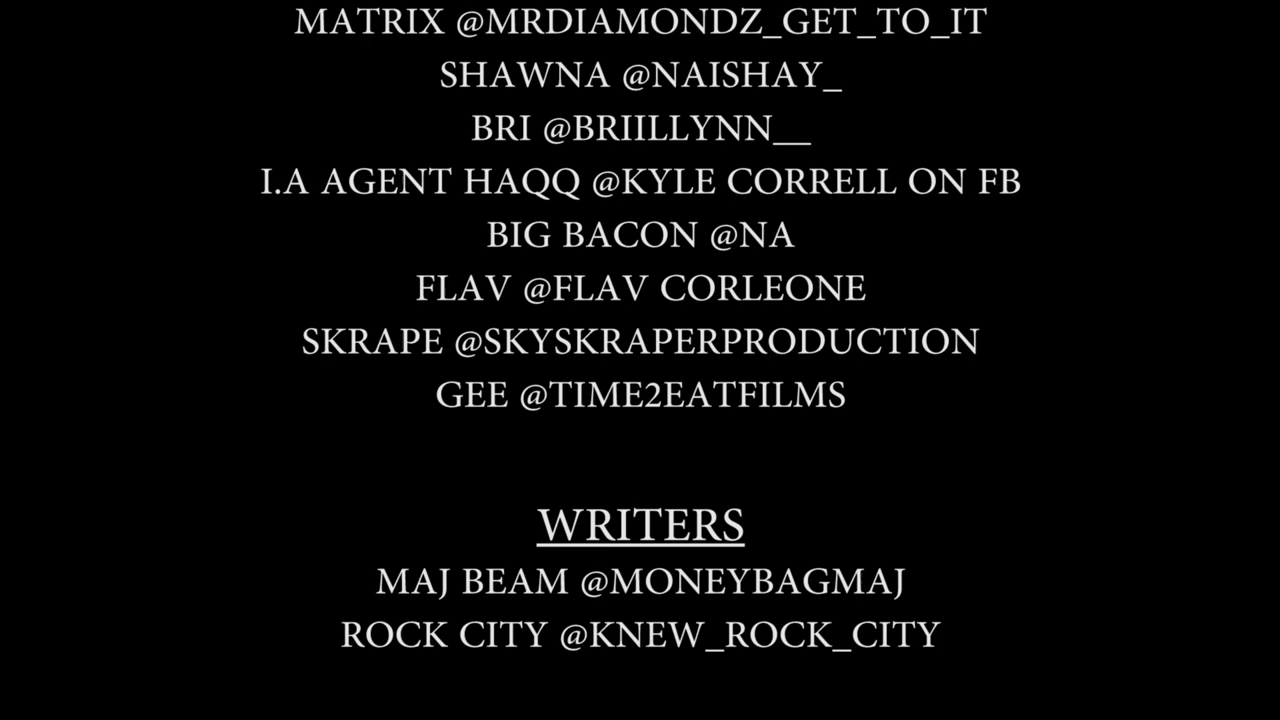 MATRIX @MRDIAMONDZ_GET_TO_IT
SHAWNA @NAISHAY_
BRI @BRIILLYNN__
I.A AGENT HAQQ @KYLE CORRELL ON FB
BIG BACON @NA
FLAV @FLAV CORLEONE
SKRAPE @SKYSKRAPERPRODUCTION
GEE @TIME2EATFILMS
WRITERS
MAJ BEAM @MONEYBAGMAJ
ROCK CITY @KNEW_ROCK_CITY